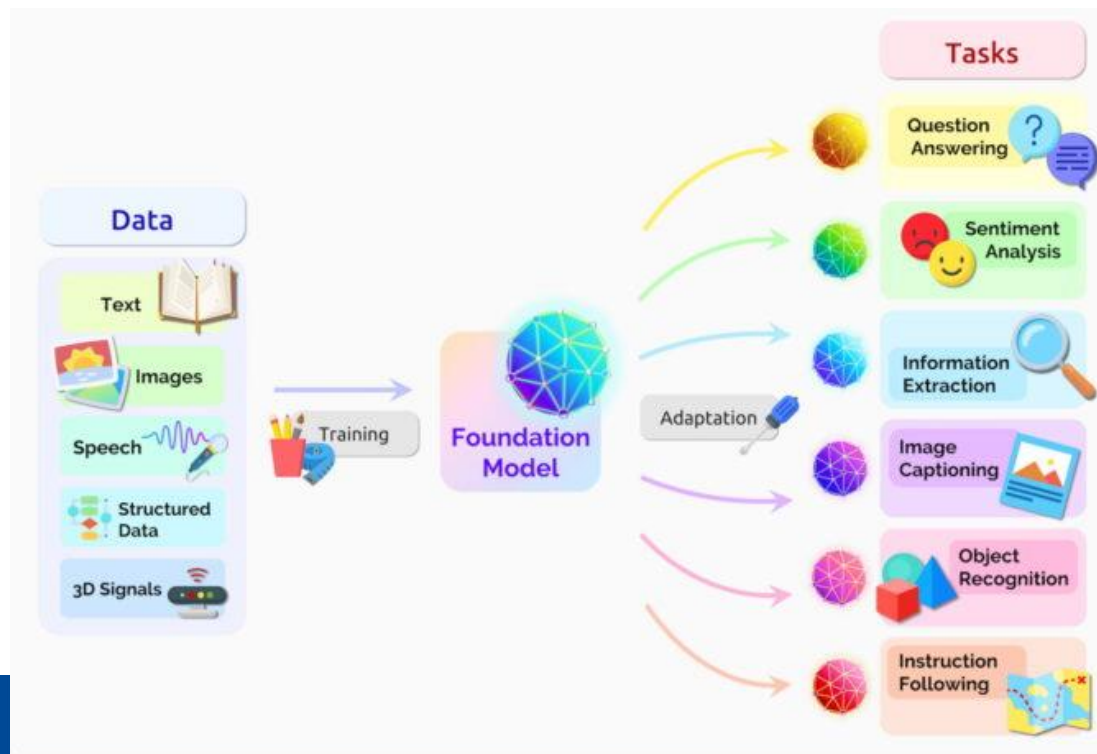 Data
Text
Images
Speech
Structured
Data
3D Signals
Training
Foundation
Model
Adaptation
Tasks
Question
Answering
Sentiment
Analysis
Information
Extraction
Image
Captioning
Object
Recognition
Instruction
Following